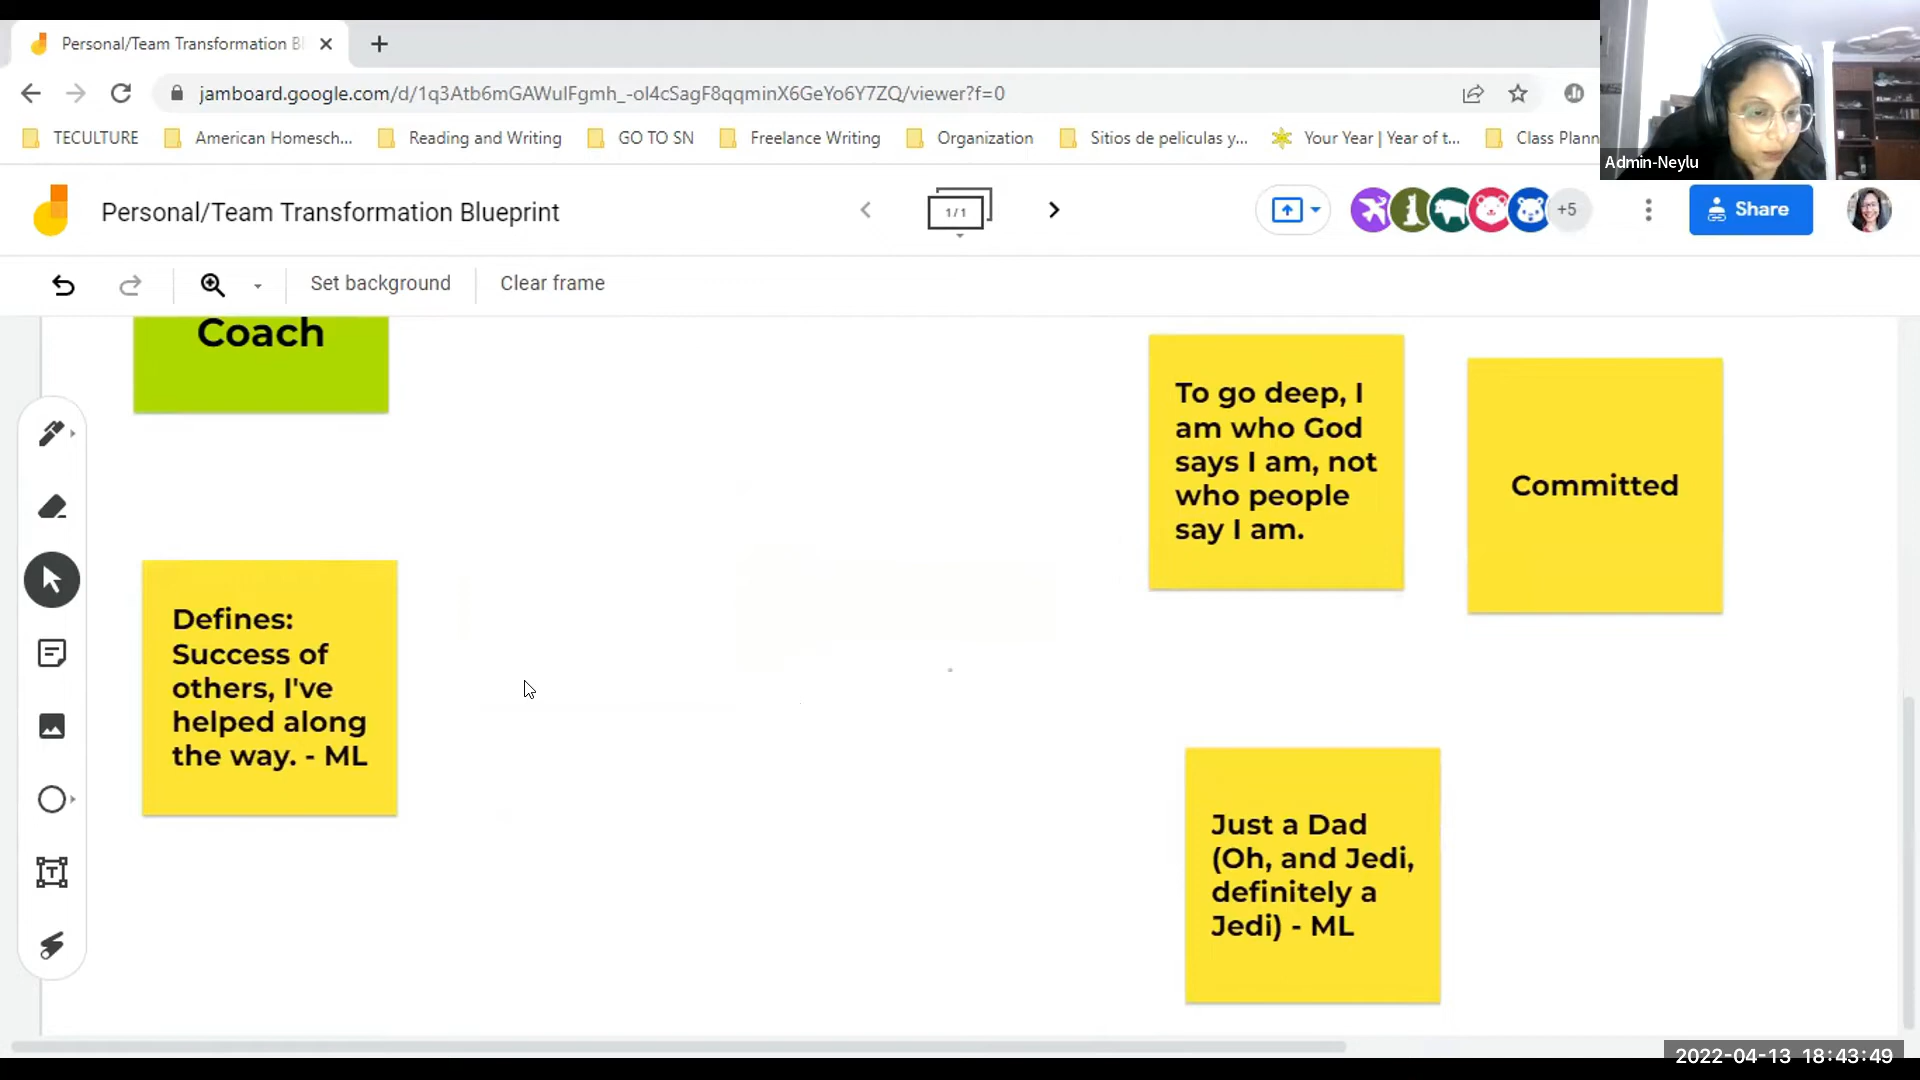 Personal/Team Transformation Bl
jamboard.google.com/d/1q3Atb6mGAWuIFgmh_-oI4cSagF8qqminX6GeYo6Y7ZQ/viewer?f=0
TECULTURE
American Homesch...
Reading and Writing
GO TO SN
Freelance Writing
Organization
Sitios de peliculas y...
Your Year | Year of t...
Class Plann
Admin-Neylu
Personal/Team Transformation Blueprint
1/1
+5
Share
Set background
Clear frame
Coach
To go deep, I
am who God
says I am, not
who people
say I am.
Committed
Defines:
Success of
others, I've
helped along
the way. - ML
Just a Dad
(Oh, and Jedi,
definitely a
Jedi) - ML
2022-04-13 18:43:49